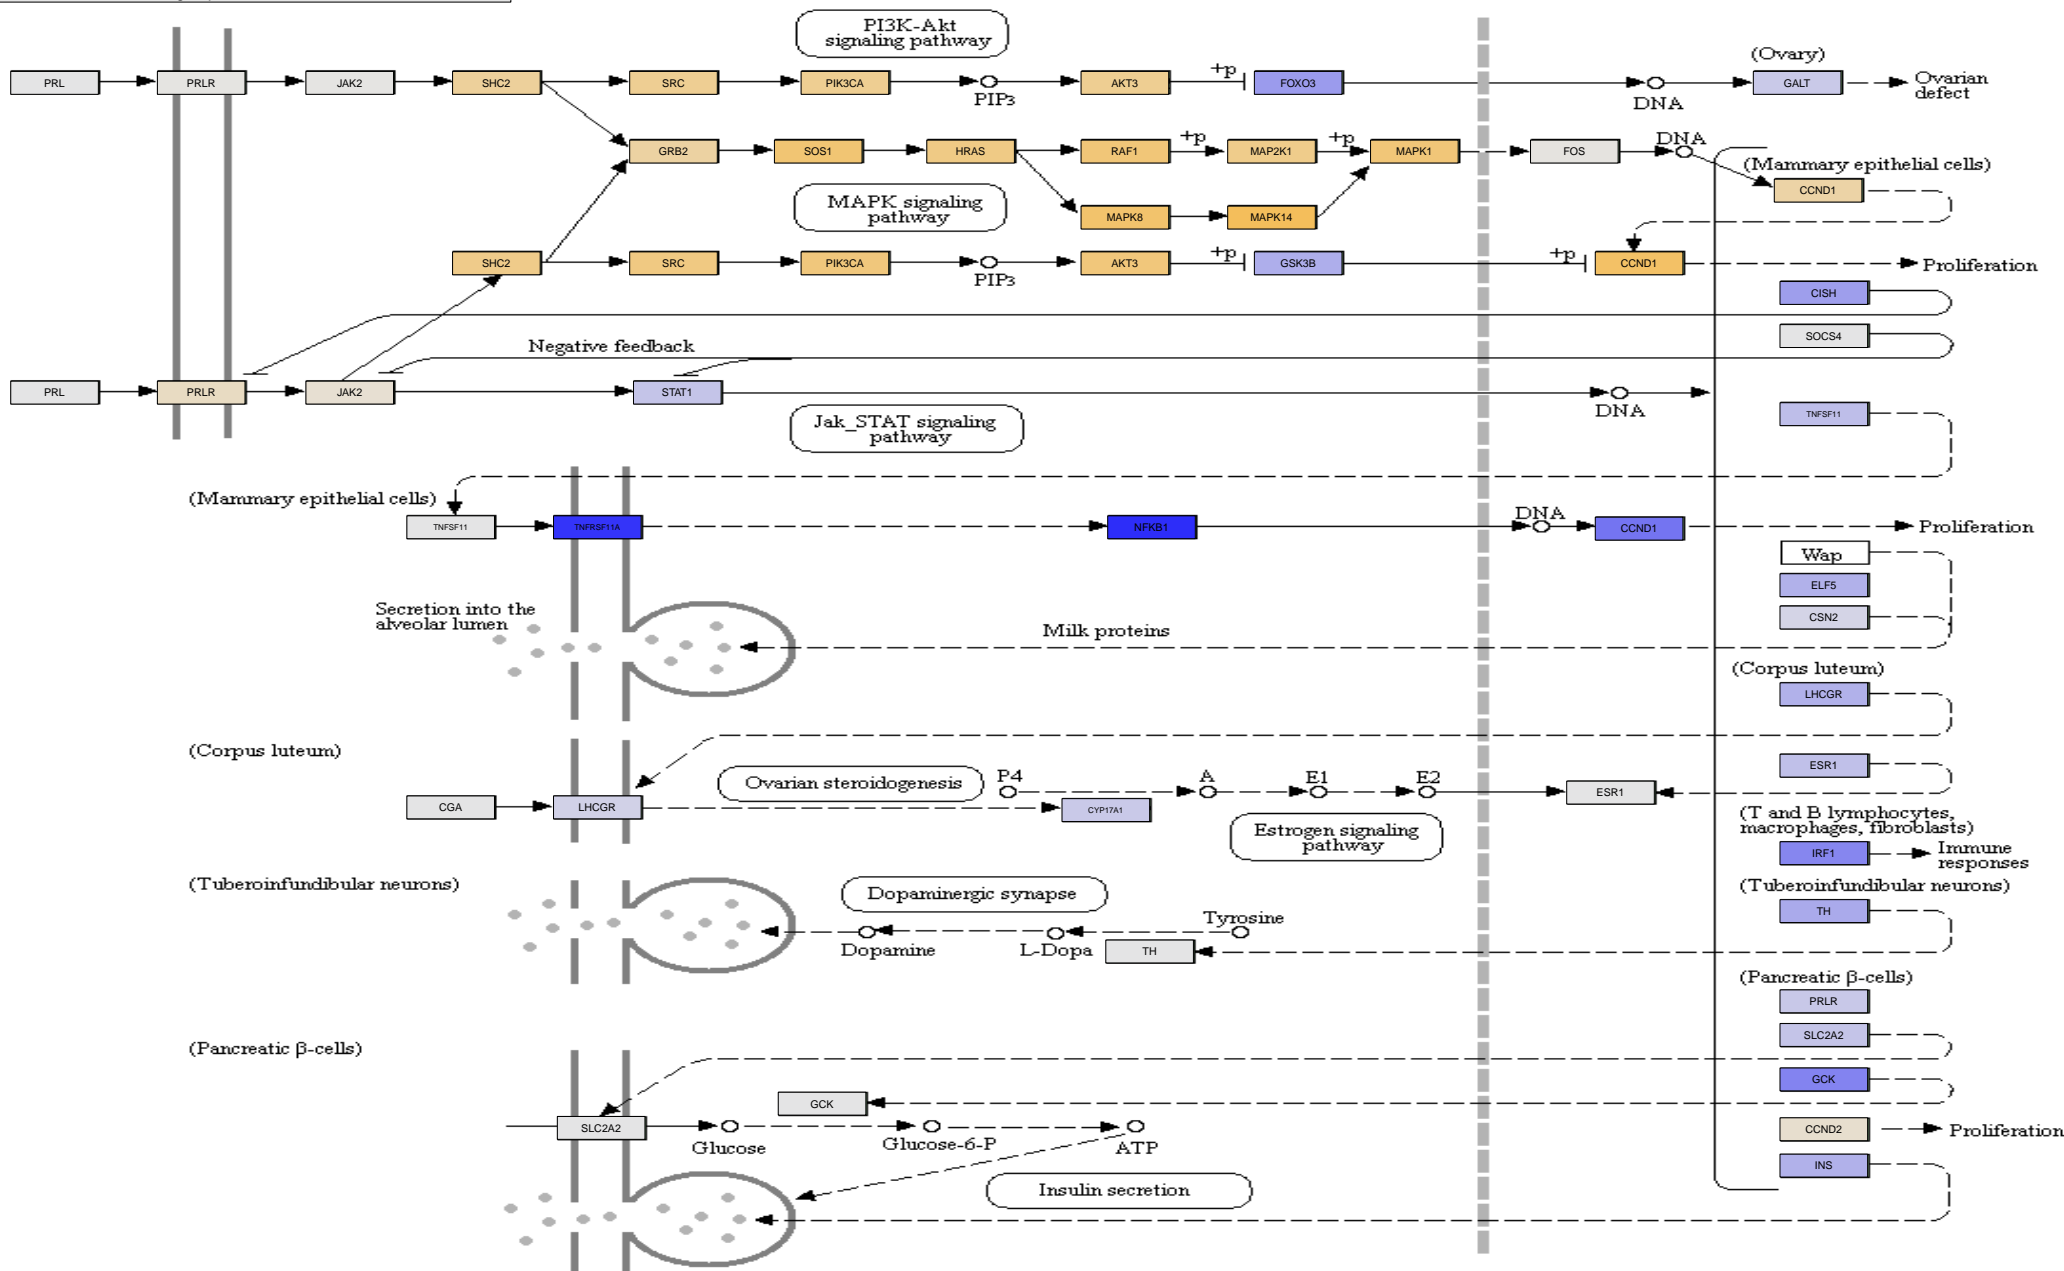 PI3K-Akt
signaling pathway
(Ovary)
PRL
PRLR
JAK2
SHC2
SRC
PIK3CA
PIP3
AKT3
+p
FOXO3
DNA
GALT
Ovarian
defect
GRB2
SOS1
HRAS
RAF1
+p
MAP2K1
+p
MAPK1
FOS
DNA
(Mammary epithelial cells)
CCND1
MAPK signaling
pathway
MAPK8
MAPK14
SHC2
SRC
PIK3CA
PIP3
AKT3
+p
GSK3B
+p
CCND1
Proliferation
CISH
SOCS4
Negative feedback
PRL
PRLR
JAK2
STAT1
DNA
TNFSF11
Jak_STAT signaling
pathway
(Mammary epithelial cells)
TNFSF11
TNFRSF11A
NFKB1
DNA
CCND1
Proliferation
Wap
ELF5
CSN2
Secretion into the
alveolar lumen
Milk proteins
(Corpus luteum)
LHCGR
(Corpus luteum)
Ovarian steroidogenesis
P4
A
E1
E2
ESR1
ESR1
CGA
LHCGR
CYP17A1
Estrogen signaling
pathway
(T and B lymphocytes,
macrophages, fibroblasts)
IRF1
Immune
responses
(Tuberoinfundibular neurons)
Dopaminergic synapse
(Tuberoinfundibular neurons)
TH
Tyrosine
Dopamine
L-Dopa
TH
(Pancreatic β-cells)
PRLR
SLC2A2
(Pancreatic β-cells)
GCK
GCK
SLC2A2
Glucose
Glucose-6-P
ATP
CCND2
Proliferation
INS
Insulin secretion